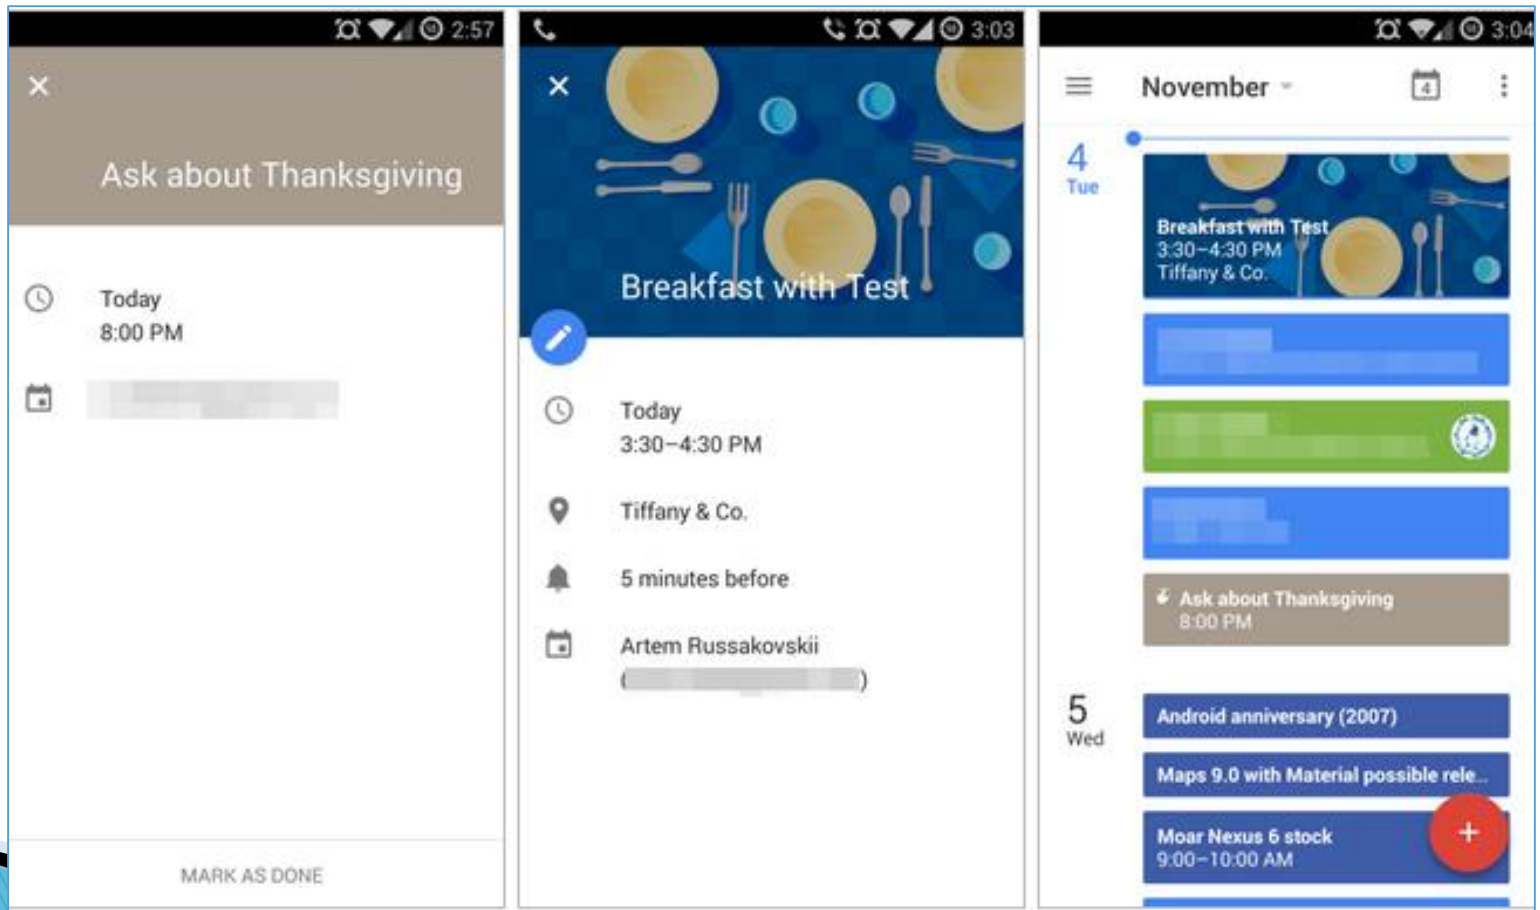 2:57
Ask about Thanksgiving
Today
8:00 PM
MARK AS DONE
3:03
Breakfast with Test
Today
3:30–4:30 PM
Tiffany & Co.
5 minutes before
Artem Russakovskii
( )
3:04
November
4
4
Tue
Breakfast with Test
3:30–4:30 PM
Tiffany & Co.
Ask about Thanksgiving
8:00 PM
5
Wed
Android anniversary (2007)
Maps 9.0 with Material possible rele...
Moar Nexus 6 stock
9:00–10:00 AM